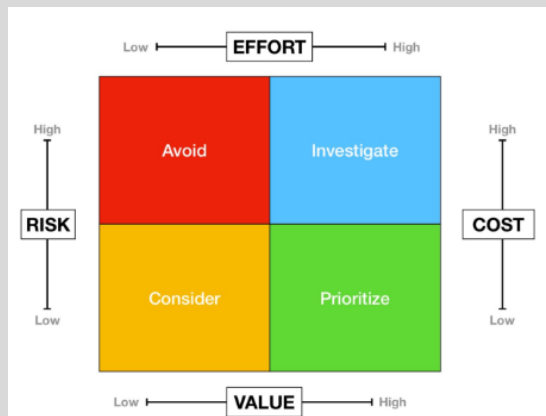 Low EFFORT High
High High
Avoid Investigate
RISK COST
Consider Prioritize
Low Low
Low VALUE High